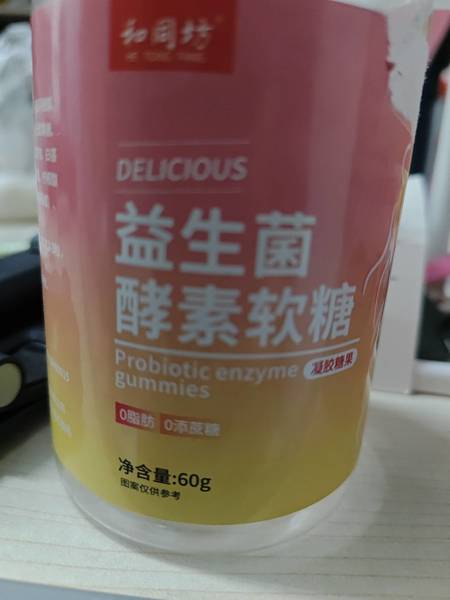 和同坊
HE TONG FANG
DELICIOUS
益生菌
酵素软糖
Probiotic enzyme
gummies
凝胶糖果
0脂肪 0添蔗糖
净含量:60g
图案仅供参考